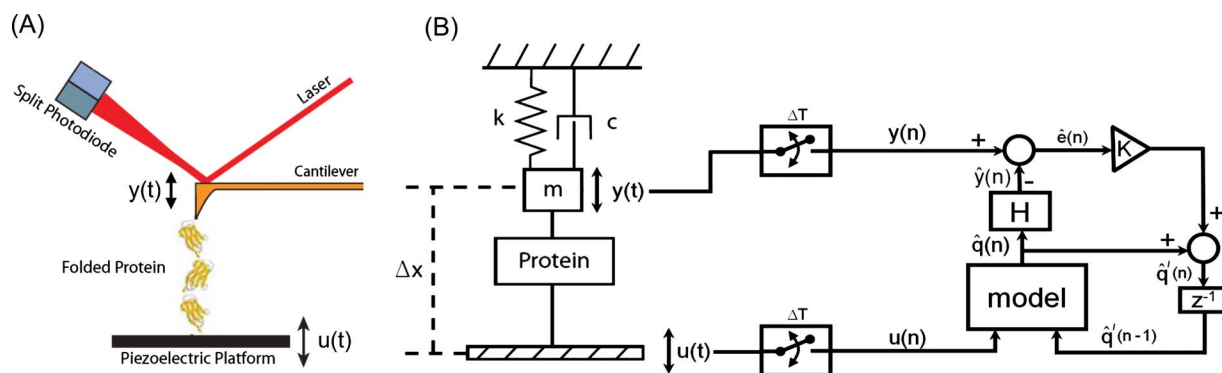 (A)
Split Photodiode
Laser
y(t)
Cantilever
Folded Protein
u(t)
Piezoelectric Platform
(B)
k
c
m
y(t)
Protein
Δx
u(t)
ΔT
y(n)
+
ê(n)
K
ŷ(n)
-
H
+
q̂(n)
+
q̂′(n)
model
z⁻¹
ΔT
u(n)
q̂′(n-1)